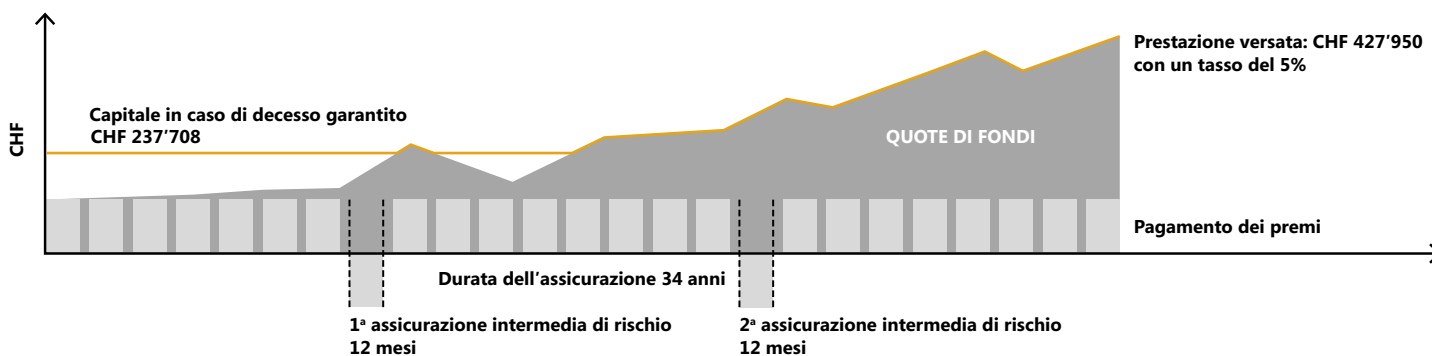 Prestazione versata: CHF 427’950
con un tasso del 5%
Capitale in caso di decesso garantito
CHF 237’708
CHF
QUOTE DI FONDI
Pagamento dei premi
Durata dell’assicurazione 34 anni
1ª assicurazione intermedia di rischio
12 mesi
2ª assicurazione intermedia di rischio
12 mesi